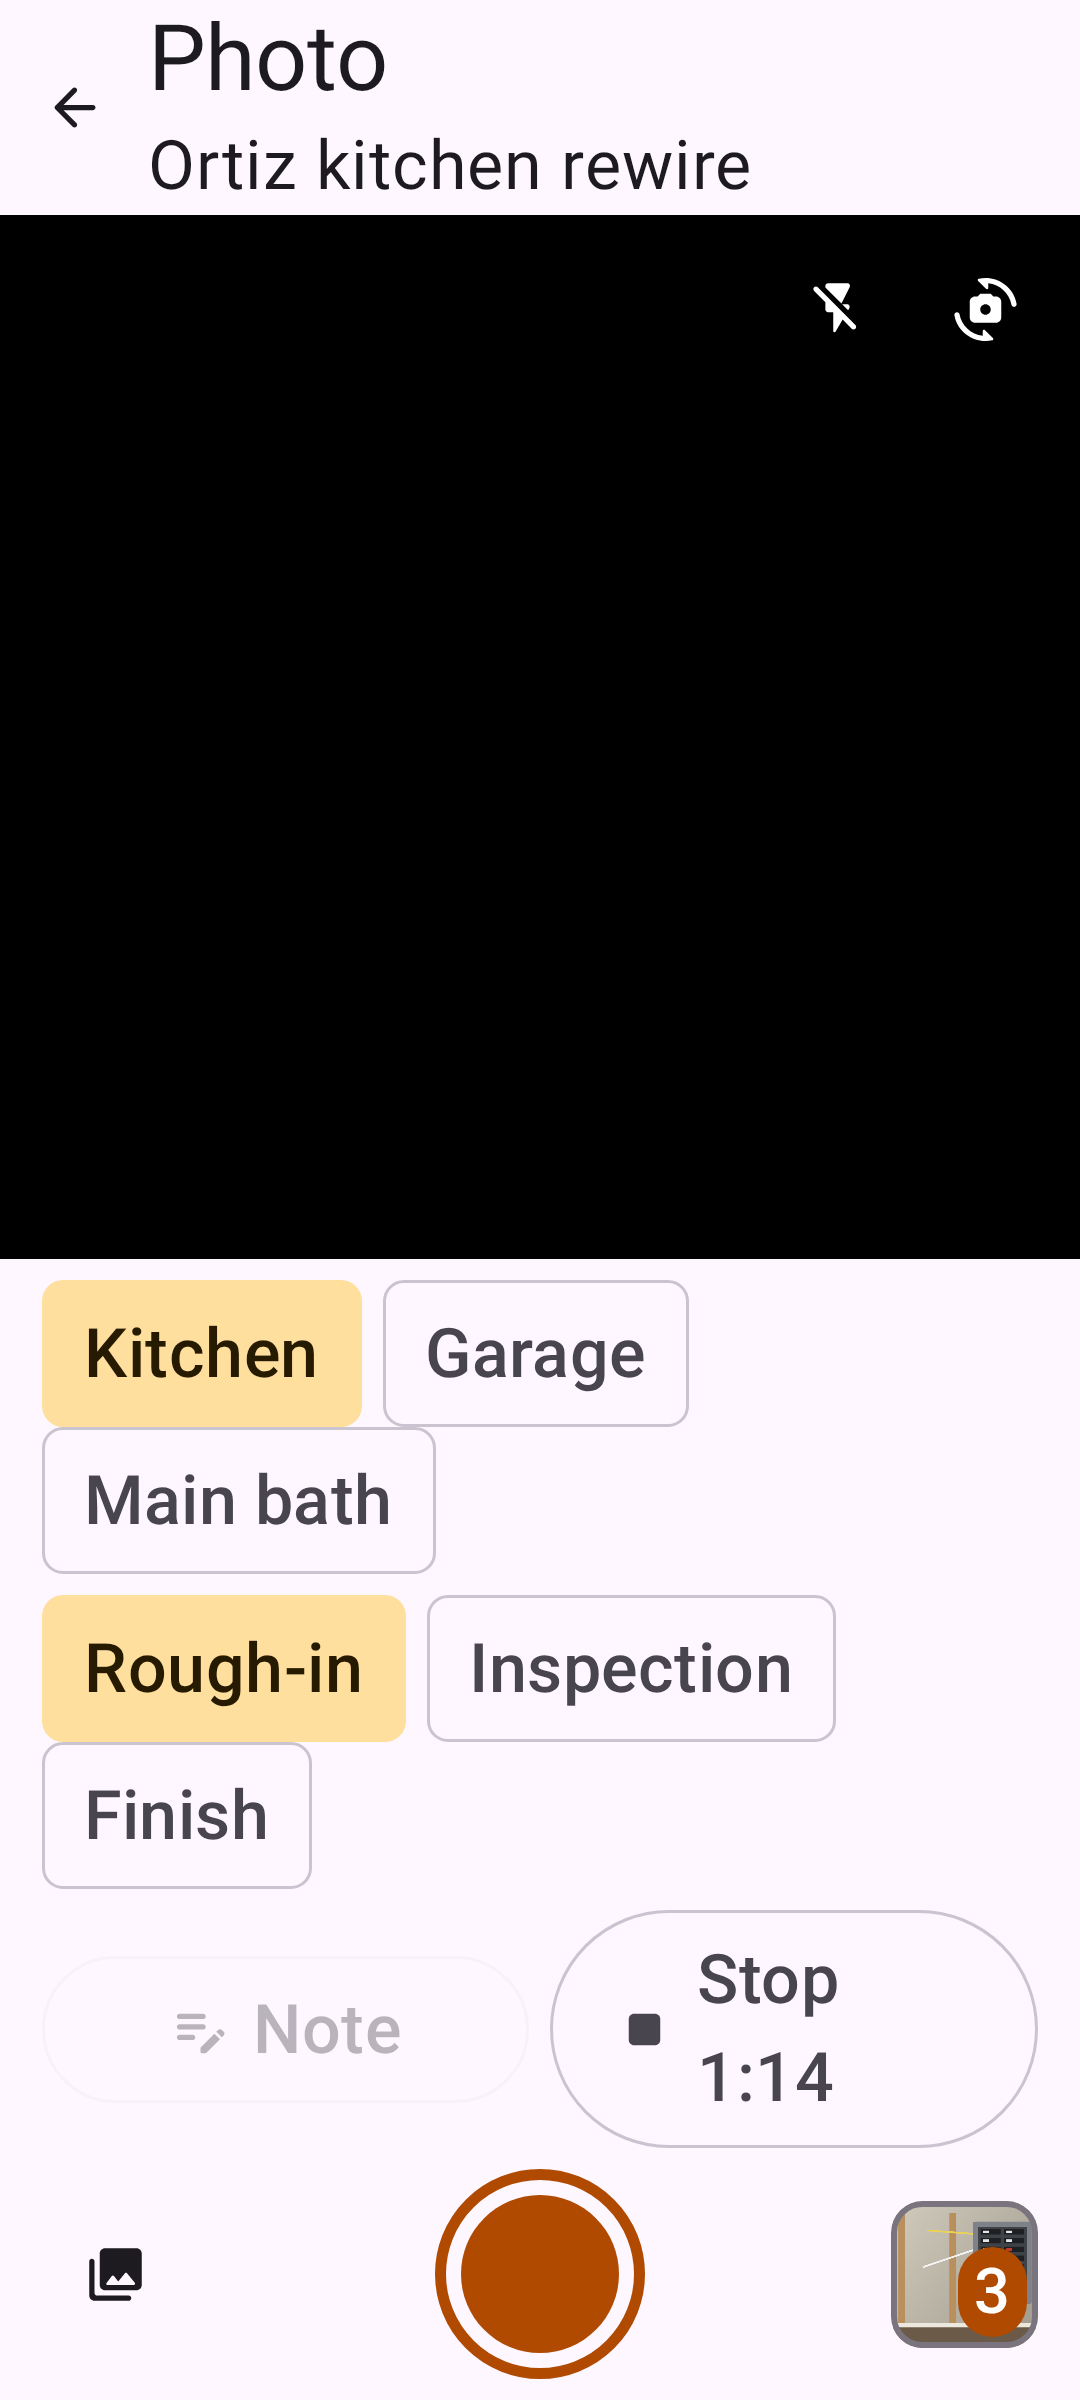 Photo
Ortiz kitchen rewire
Kitchen
Garage
Main bath
Rough-in
Inspection
Finish
Note
Stop
1:14
3